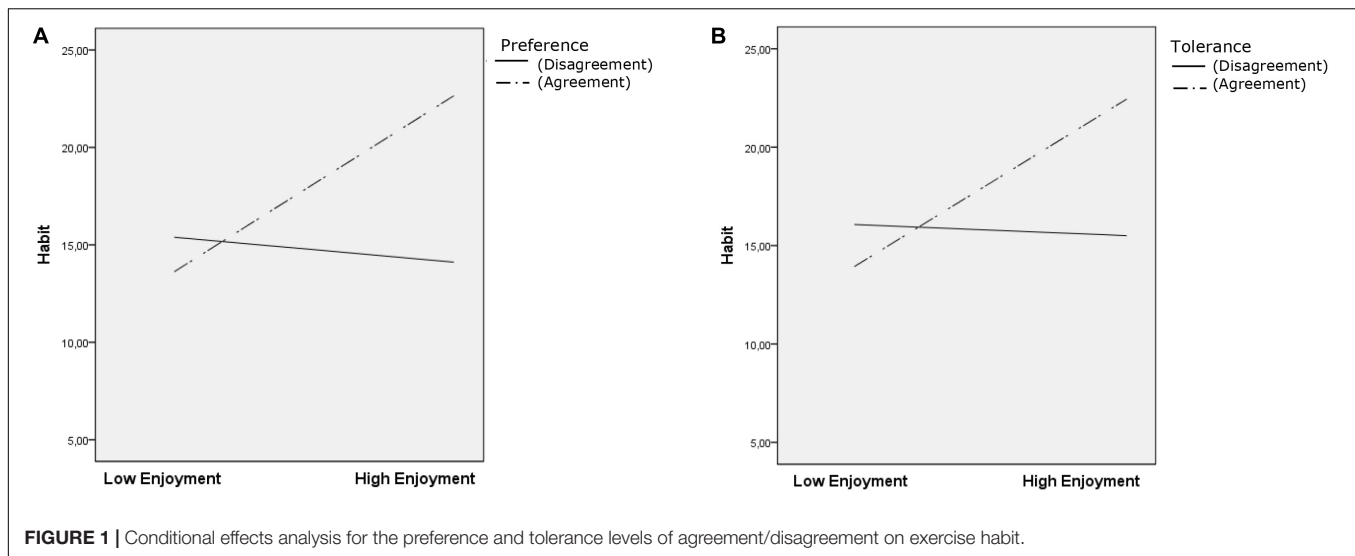 A
25,00
20,00
15,00
10,00
5,00
Habit
Low Enjoyment High Enjoyment
Preference
(Disagreement)
(Agreement)
B
25,00
20,00
15,00
10,00
5,00
Habit
Low Enjoyment High Enjoyment
Tolerance
(Disagreement)
(Agreement)
FIGURE 1 | Conditional effects analysis for the preference and tolerance levels of agreement/disagreement on exercise habit.